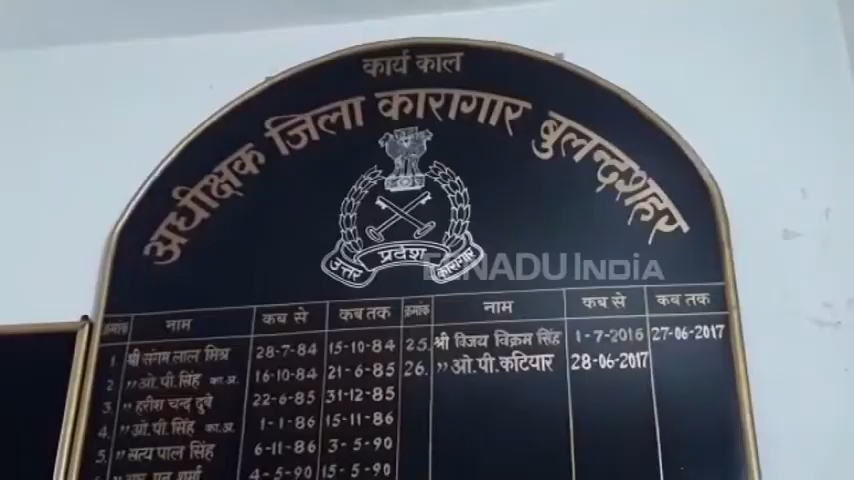 कार्य काल
अधीक्षक जिला कारागार बुलन्दशहर
उत्तर प्रदेश कारागार
EENADU INDIA
क्रमांक नाम कब से कब तक क्रमांक नाम कब से कब तक
1. श्री संगम लाल मिश्र 28-7-84 15-10-84 25. श्री विजय विक्रम सिंह 1-7-2016 27-06-2017
2 " ओ.पी.सिंह का.अ. 16-10-84 21-6-85 26. " ओ.पी.कटियार 28-06-2017
3. " हरीश चन्द्र दुबे 22-6-85 31-12-85
4. " ओ.पी.सिंह का.अ. 1-1-86 15-11-86
5. " सत्य पाल सिंह 6-11-86 3-5-90
शर्मा 4-5-90 15-5-90